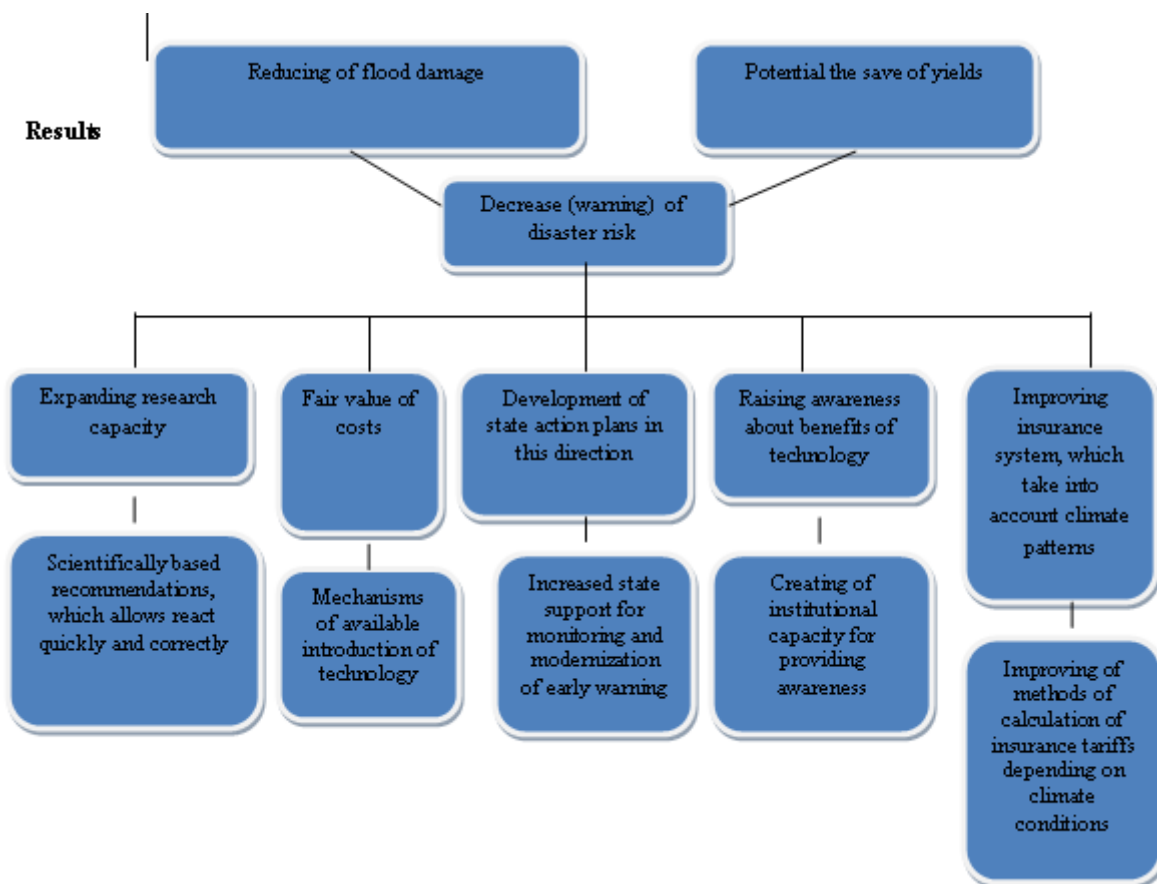 Reducing of flood damage
Potential the save of yields
Results
Decrease (warning) of
disaster risk
Expanding research
capacity
Fair value of
costs
Development of
state action plans in
this direction
Raising awareness
about benefits of
technology
Improving
insurance
system, which
take into
account climate
patterns
Scientifically based
recommendations,
which allows react
quickly and correctly
Mechanisms
of available
introduction of
technology
Increased state
support for
monitoring and
modernization
of early warning
Creating of
institutional
capacity for
providing
awareness
Improving of
methods of
calculation of
insurance tariffs
depending on
climate
conditions